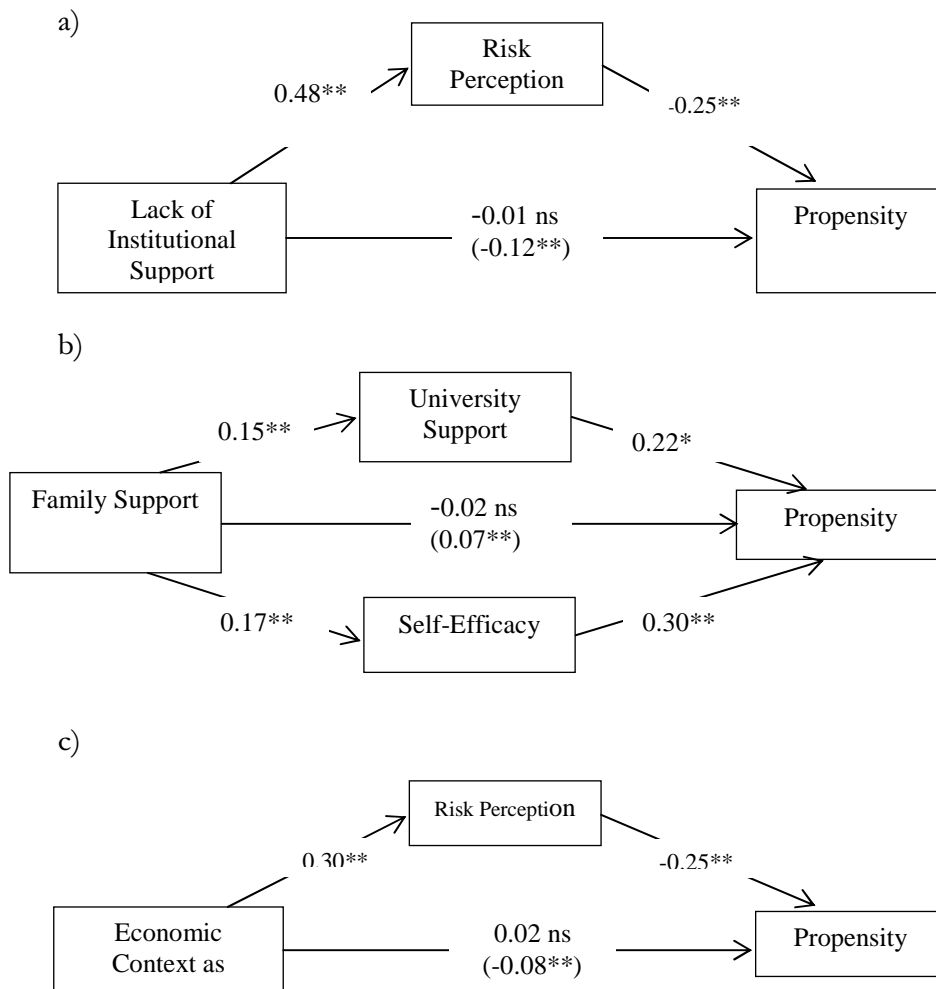 a)
Risk
Perception
0.48**
-0.25**
Lack of
Institutional
Support
-0.01 ns
(-0.12**)
Propensity
b)
University
Support
0.15**
0.22*
Family Support
-0.02 ns
(0.07**)
Propensity
0.17**
Self-Efficacy
0.30**
c)
Risk Perception
0.30**
-0.25**
Economic
Context as
0.02 ns
(-0.08**)
Propensity